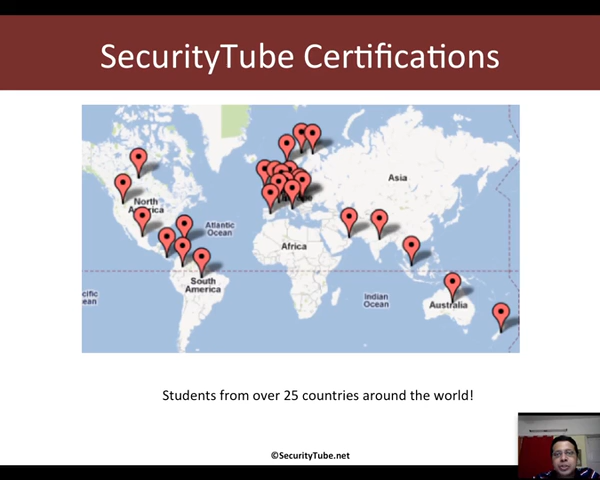 SecurityTube Certifications
Asia
North
America
Atlantic
Ocean
Africa
South
America
Indian
Ocean
Australia
cific
ean
Students from over 25 countries around the world!
©SecurityTube.net